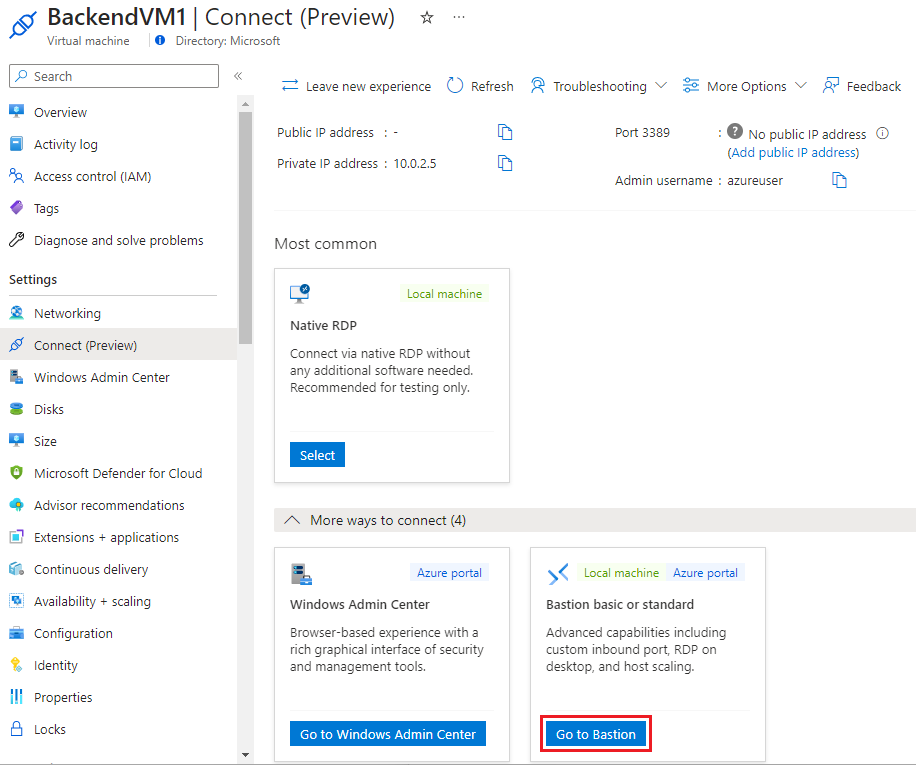 BackendVM1 | Connect (Preview)
Virtual machine
Directory: Microsoft
Search
Overview
Activity log
Access control (IAM)
Tags
Diagnose and solve problems
Settings
Networking
Connect (Preview)
Windows Admin Center
Disks
Size
Microsoft Defender for Cloud
Advisor recommendations
Extensions + applications
Continuous delivery
Availability + scaling
Configuration
Identity
Properties
Locks
Leave new experience
Refresh
Troubleshooting
More Options
Feedback
Public IP address : -
Private IP address : 10.0.2.5
Port 3389 : No public IP address
(Add public IP address)
Admin username : azureuser
Most common
Local machine
Native RDP
Connect via native RDP without
any additional software needed.
Recommended for testing only.
Select
More ways to connect (4)
Azure portal
Windows Admin Center
Browser-based experience with a
rich graphical interface of security
and management tools.
Go to Windows Admin Center
Local machine
Azure portal
Bastion basic or standard
Advanced capabilities including
custom inbound port, RDP on
desktop, and host scaling.
Go to Bastion